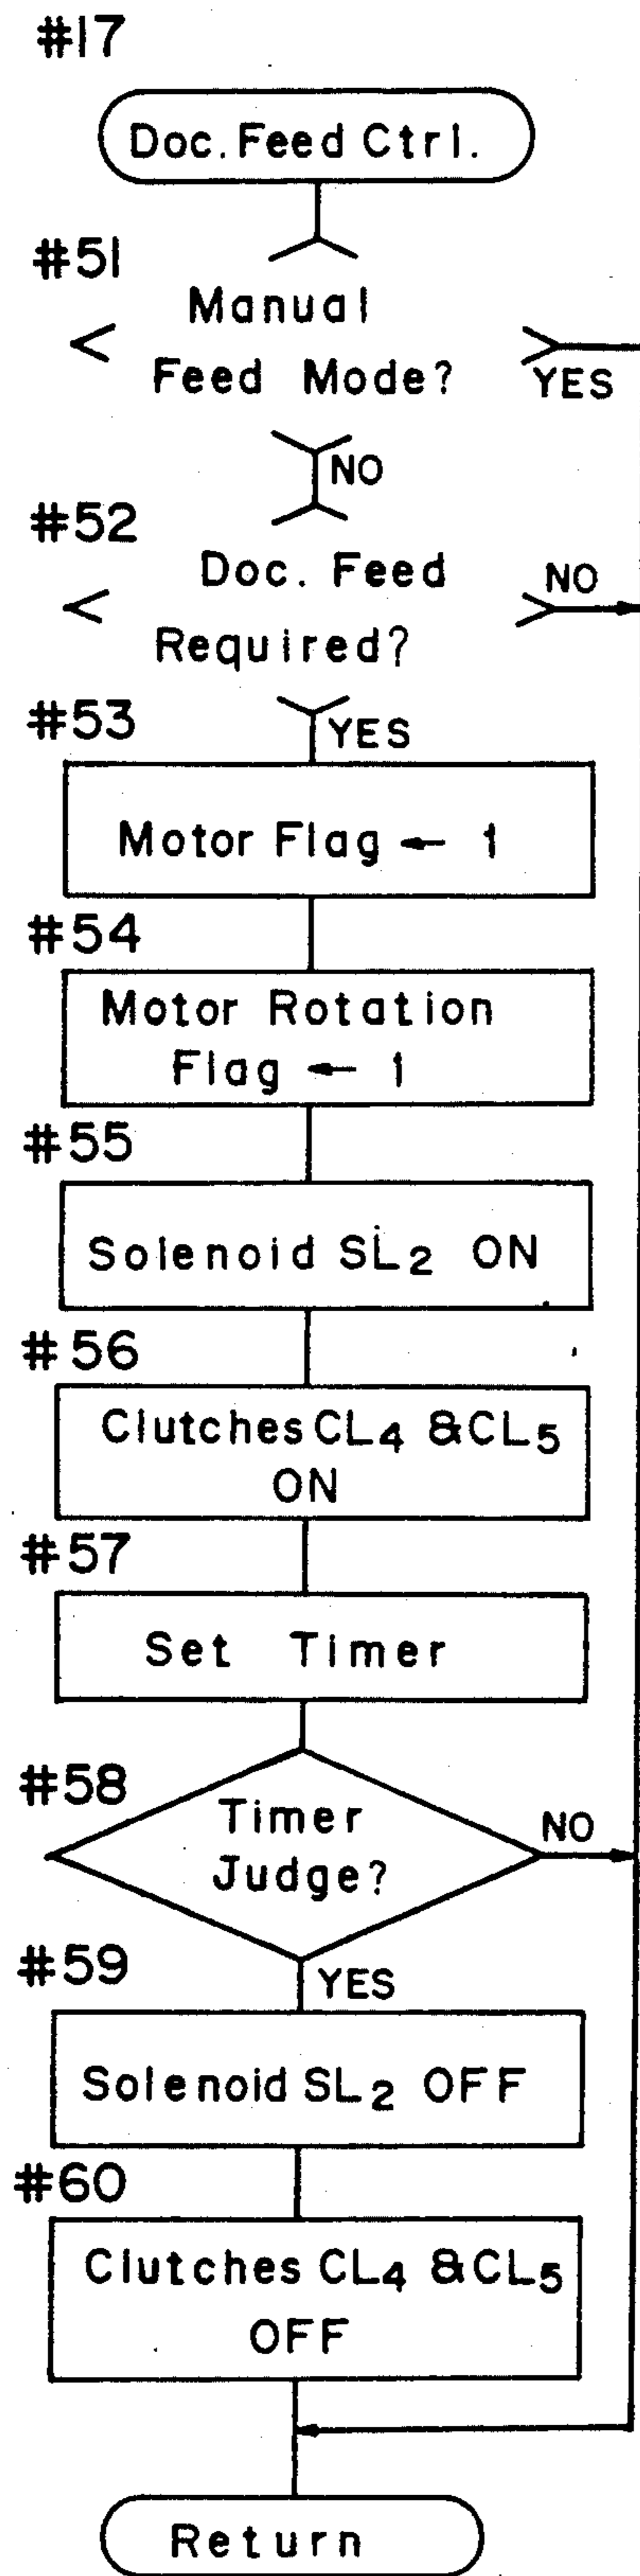 #17
Doc. Feed Ctrl.
#51
Manual
Feed Mode?
YES
NO
#52
Doc. Feed
NO
Required?
#53
YES
Motor Flag ← 1
#54
Motor Rotation
Flag ← 1
#55
Solenoid SL2 ON
#56
Clutches CL4 & CL5
ON
#57
Set Timer
#58
Timer
NO
Judge?
#59
YES
Solenoid SL2 OFF
#60
Clutches CL4 & CL5
OFF
Return